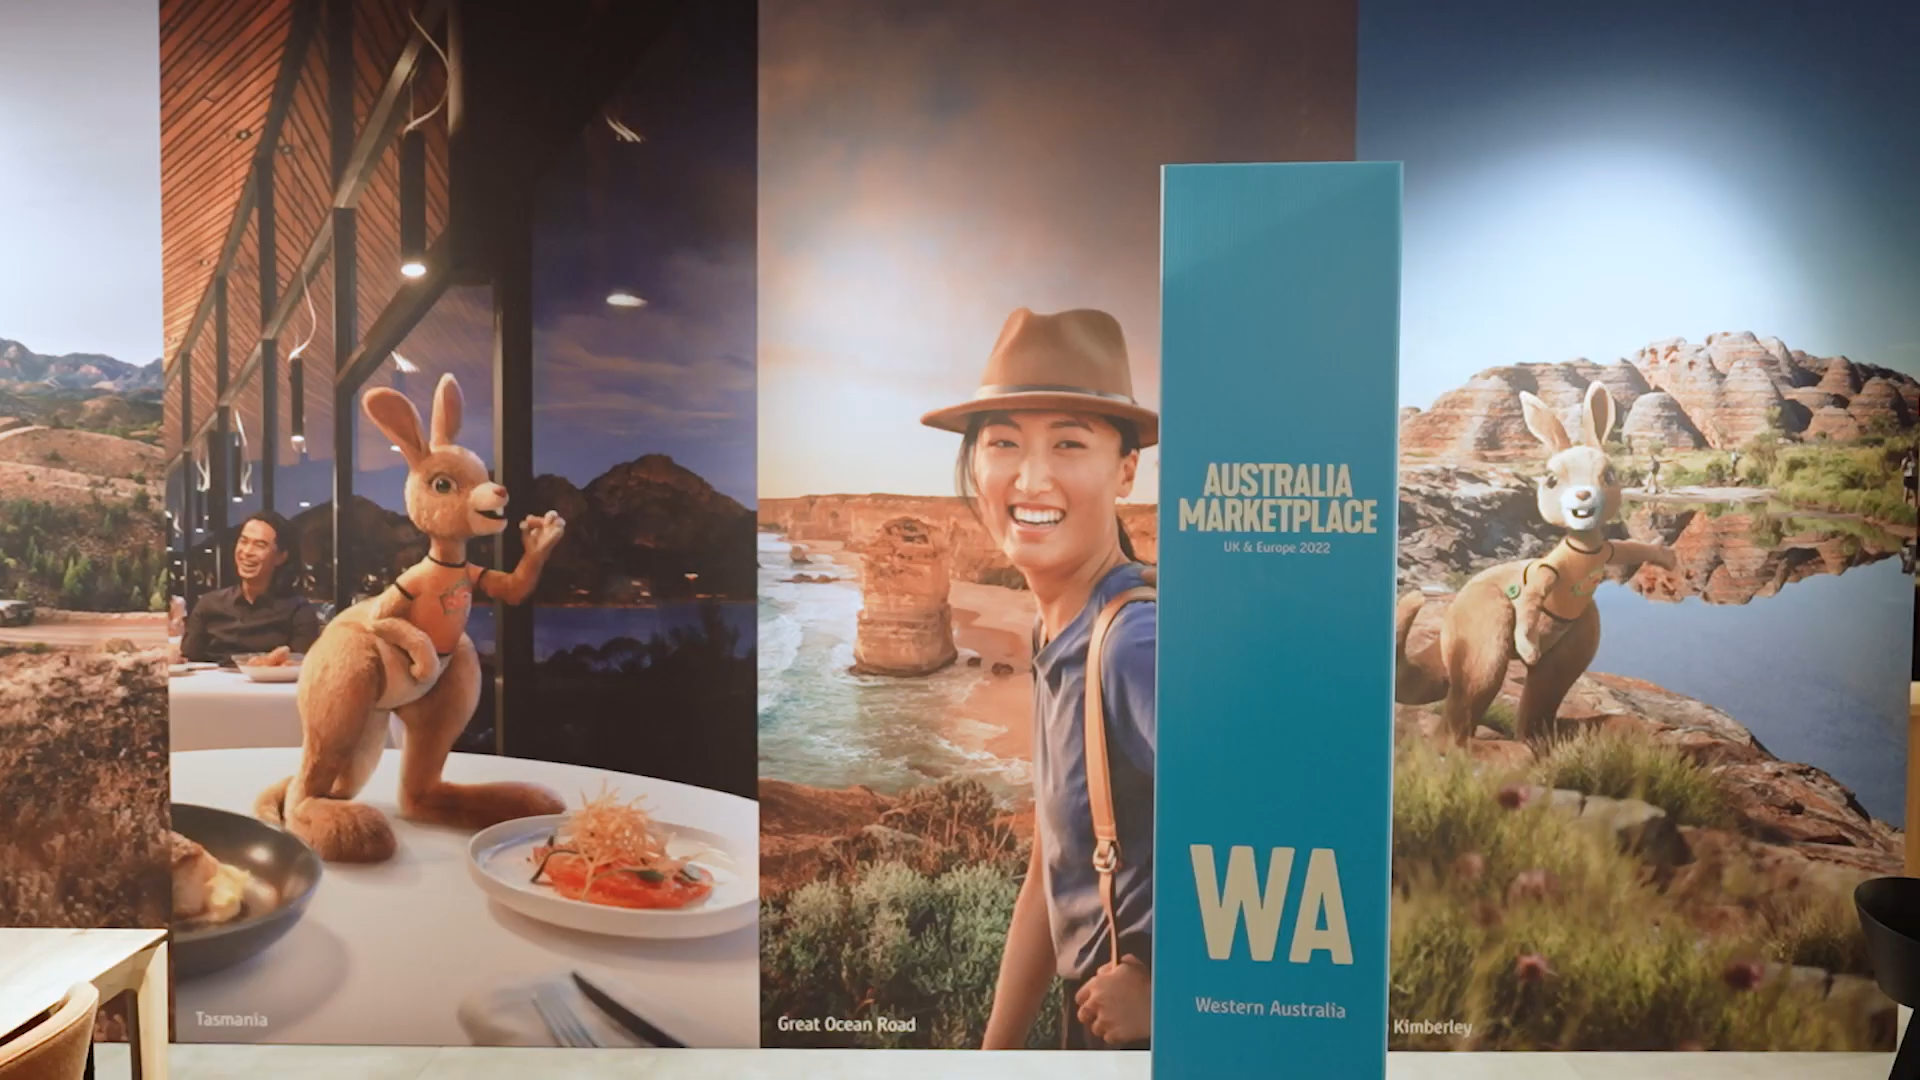 Tasmania
Great Ocean Road
AUSTRALIA
MARKETPLACE
UK & Europe 2022
WA
Western Australia
Kimberley